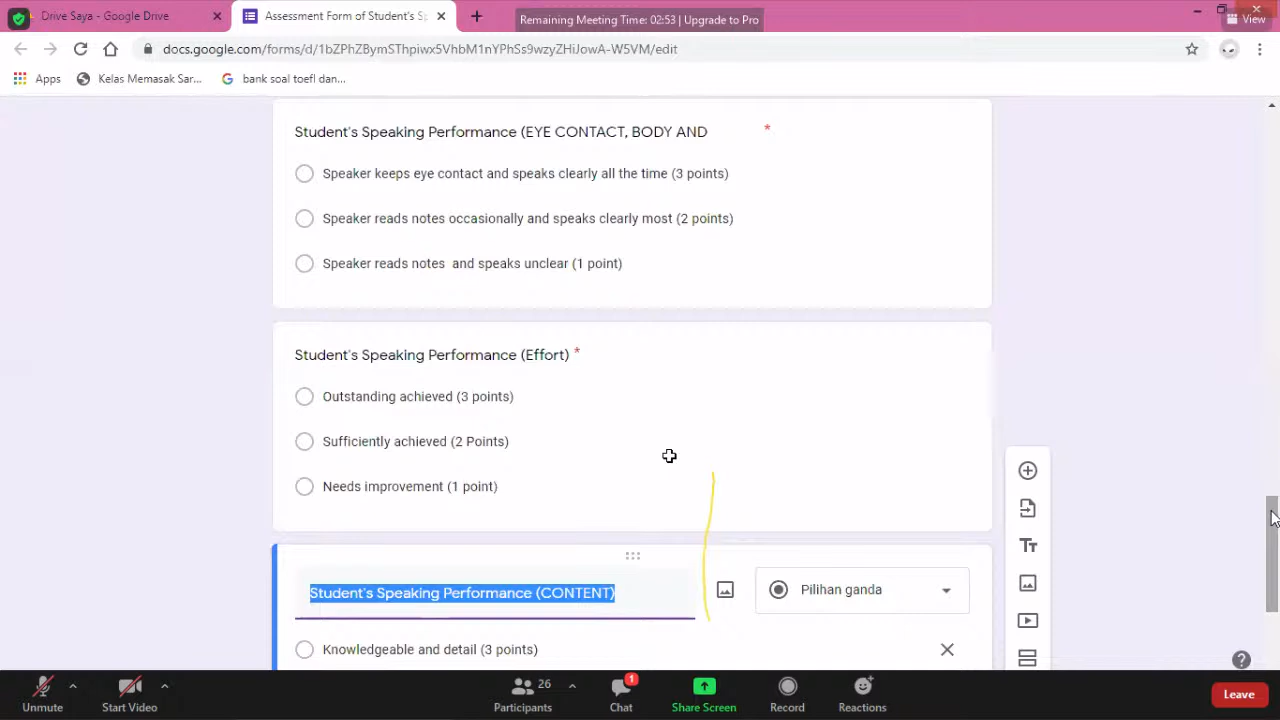 Drive Saya - Google Drive
Assessment Form of Student's S
Remaining Meeting Time: 02:53 | Upgrade to Pro
View
docs.google.com/forms/d/1bZPhZBymSThpiwx5VhbM1nYPhSs9wzyZHiJowA-W5VM/edit
Apps
Kelas Memasak Sar...
bank soal toefl dan...
Student's Speaking Performance (EYE CONTACT, BODY AND *
Speaker keeps eye contact and speaks clearly all the time (3 points)
Speaker reads notes occasionally and speaks clearly most (2 points)
Speaker reads notes and speaks unclear (1 point)
Student's Speaking Performance (Effort) *
Outstanding achieved (3 points)
Sufficiently achieved (2 Points)
Needs improvement (1 point)
Tт
Student's Speaking Performance (CONTENT)
Pilihan ganda
Knowledgeable and detail (3 points)
Unmute
Start Video
26
Participants
1
Chat
Share Screen
Record
Reactions
Leave